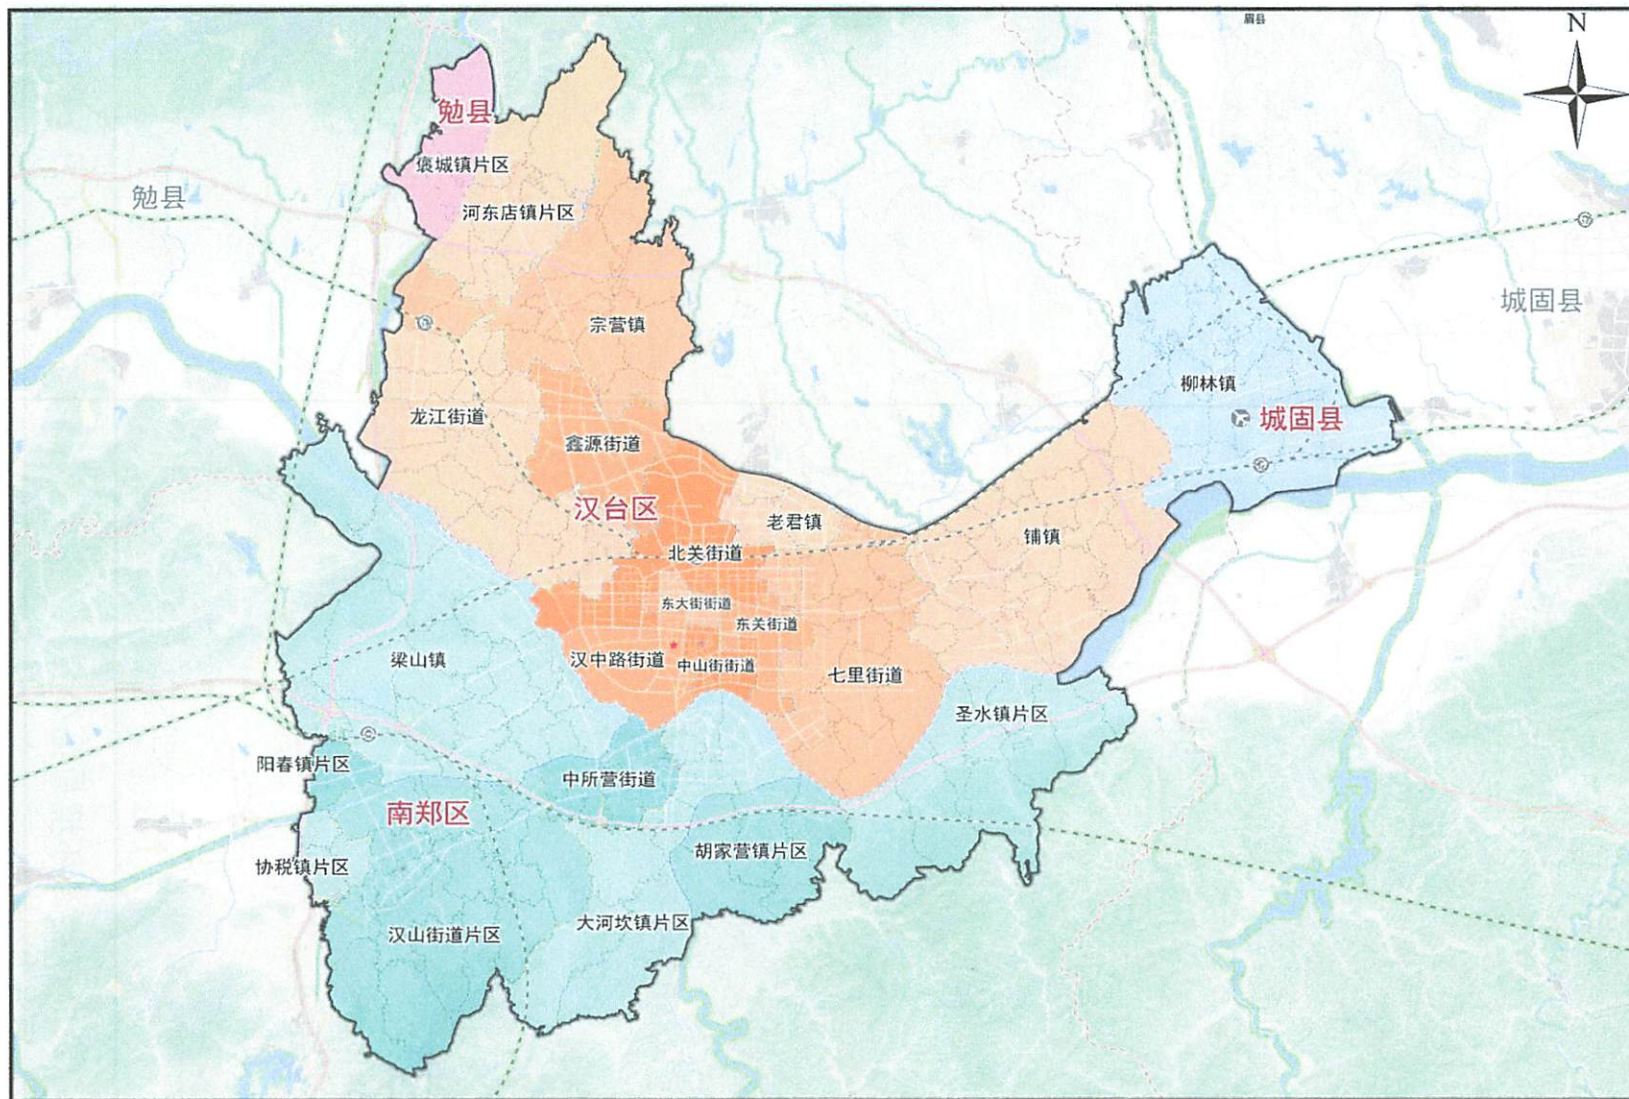 眉县
N
勉县
褒城镇片区
勉县
河东店镇片区
城固县
宗营镇
柳林镇
龙江街道
城固县
鑫源街道
汉台区
老君镇
铺镇
北关街道
东大街街道
东关街道
梁山镇
汉中路街道
中山街街道
七里街道
圣水镇片区
阳春镇片区
中所营街道
南郑区
胡家营镇片区
协税镇片区
大河坎镇片区
汉山街道片区